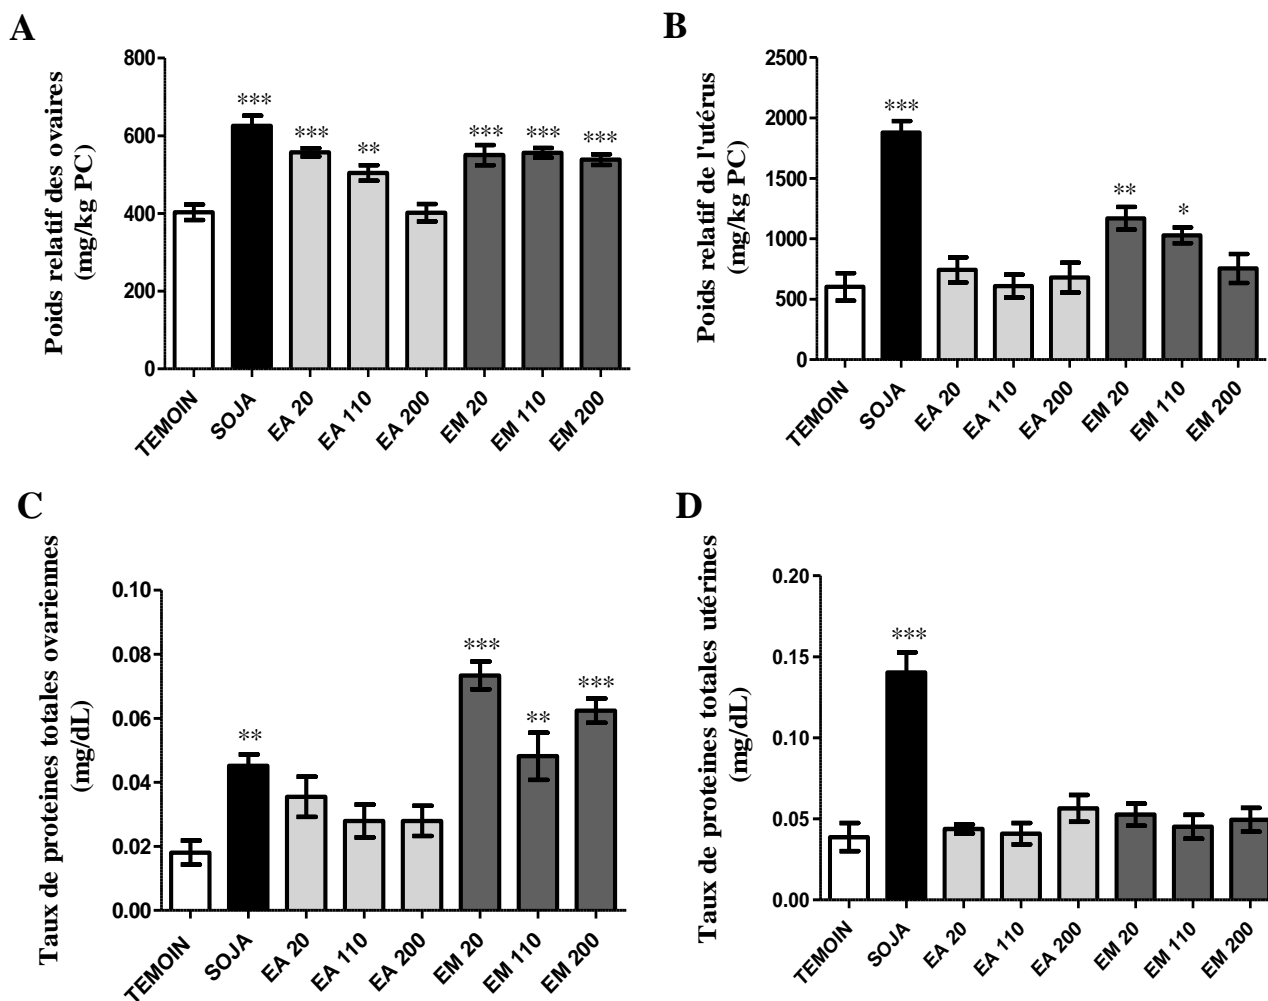 A
Poids relatif des ovaires
(mg/kg PC)
800
600
400
200
0
***
***
**
***
***
***
TEMOIN
SOJA
EA 20
EA 110
EA 200
EM 20
EM 110
EM 200
B
Poids relatif de l'utérus
(mg/kg PC)
2500
2000
1500
1000
500
0
***
**
*
TEMOIN
SOJA
EA 20
EA 110
EA 200
EM 20
EM 110
EM 200
C
Taux de proteines totales ovariennes
(mg/dL)
0.10
0.08
0.06
0.04
0.02
0.00
**
***
**
***
TEMOIN
SOJA
EA 20
EA 110
EA 200
EM 20
EM 110
EM 200
D
Taux de proteines totales utérines
(mg/dL)
0.20
0.15
0.10
0.05
0.00
***
TEMOIN
SOJA
EA 20
EA 110
EA 200
EM 20
EM 110
EM 200